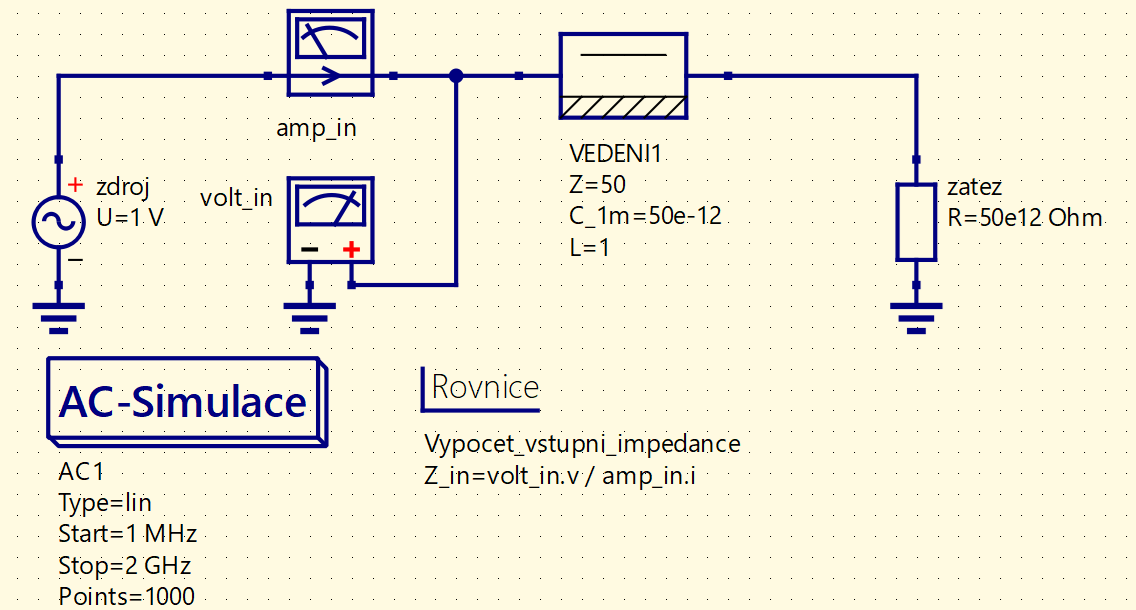 amp_in
+
zdroj
U=1 V
−
volt_in
− +
VEDENI1
Z=50
C_1m=50e-12
L=1
zatez
R=50e12 Ohm
AC-Simulace
AC1
Type=lin
Start=1 MHz
Stop=2 GHz
Points=1000
Rovnice
Vypocet_vstupni_impedance
Z_in=volt_in.v / amp_in.i